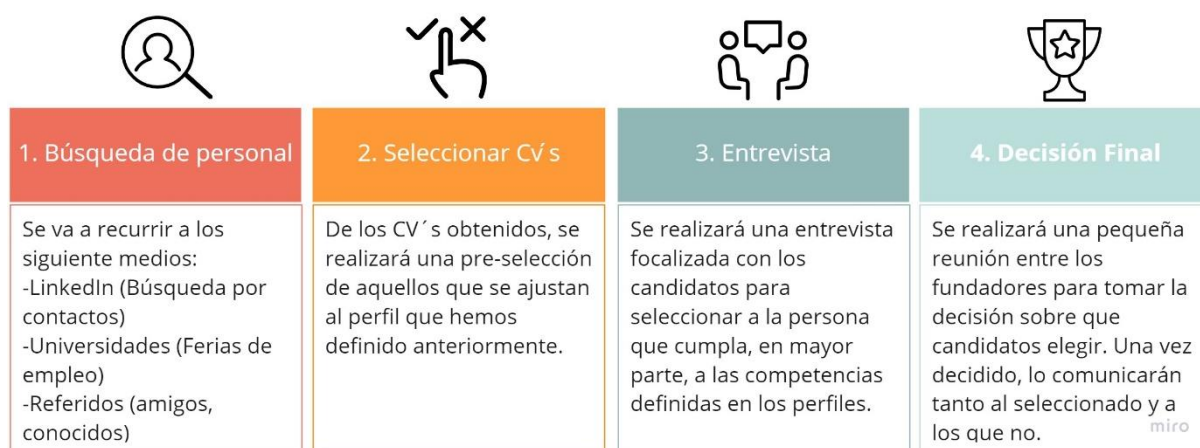 1. Búsqueda de personal
Se va a recurrir a los
siguiente medios:
-LinkedIn (Búsqueda por
contactos)
-Universidades (Ferias de
empleo)
-Referidos (amigos,
conocidos)
2. Seleccionar Cv´s
De los CV´s obtenidos, se
realizará una pre-selección
de aquellos que se ajustan
al perfil que hemos
definido anteriormente.
3. Entrevista
Se realizará una entrevista
focalizada con los
candidatos para
seleccionar a la persona
que cumpla, en mayor
parte, a las competencias
definidas en los perfiles.
4. Decisión Final
Se realizará una pequeña
reunión entre los
fundadores para tomar la
decisión sobre que
candidatos elegir. Una vez
decidido, lo comunicarán
tanto al seleccionado y a
los que no.
miro